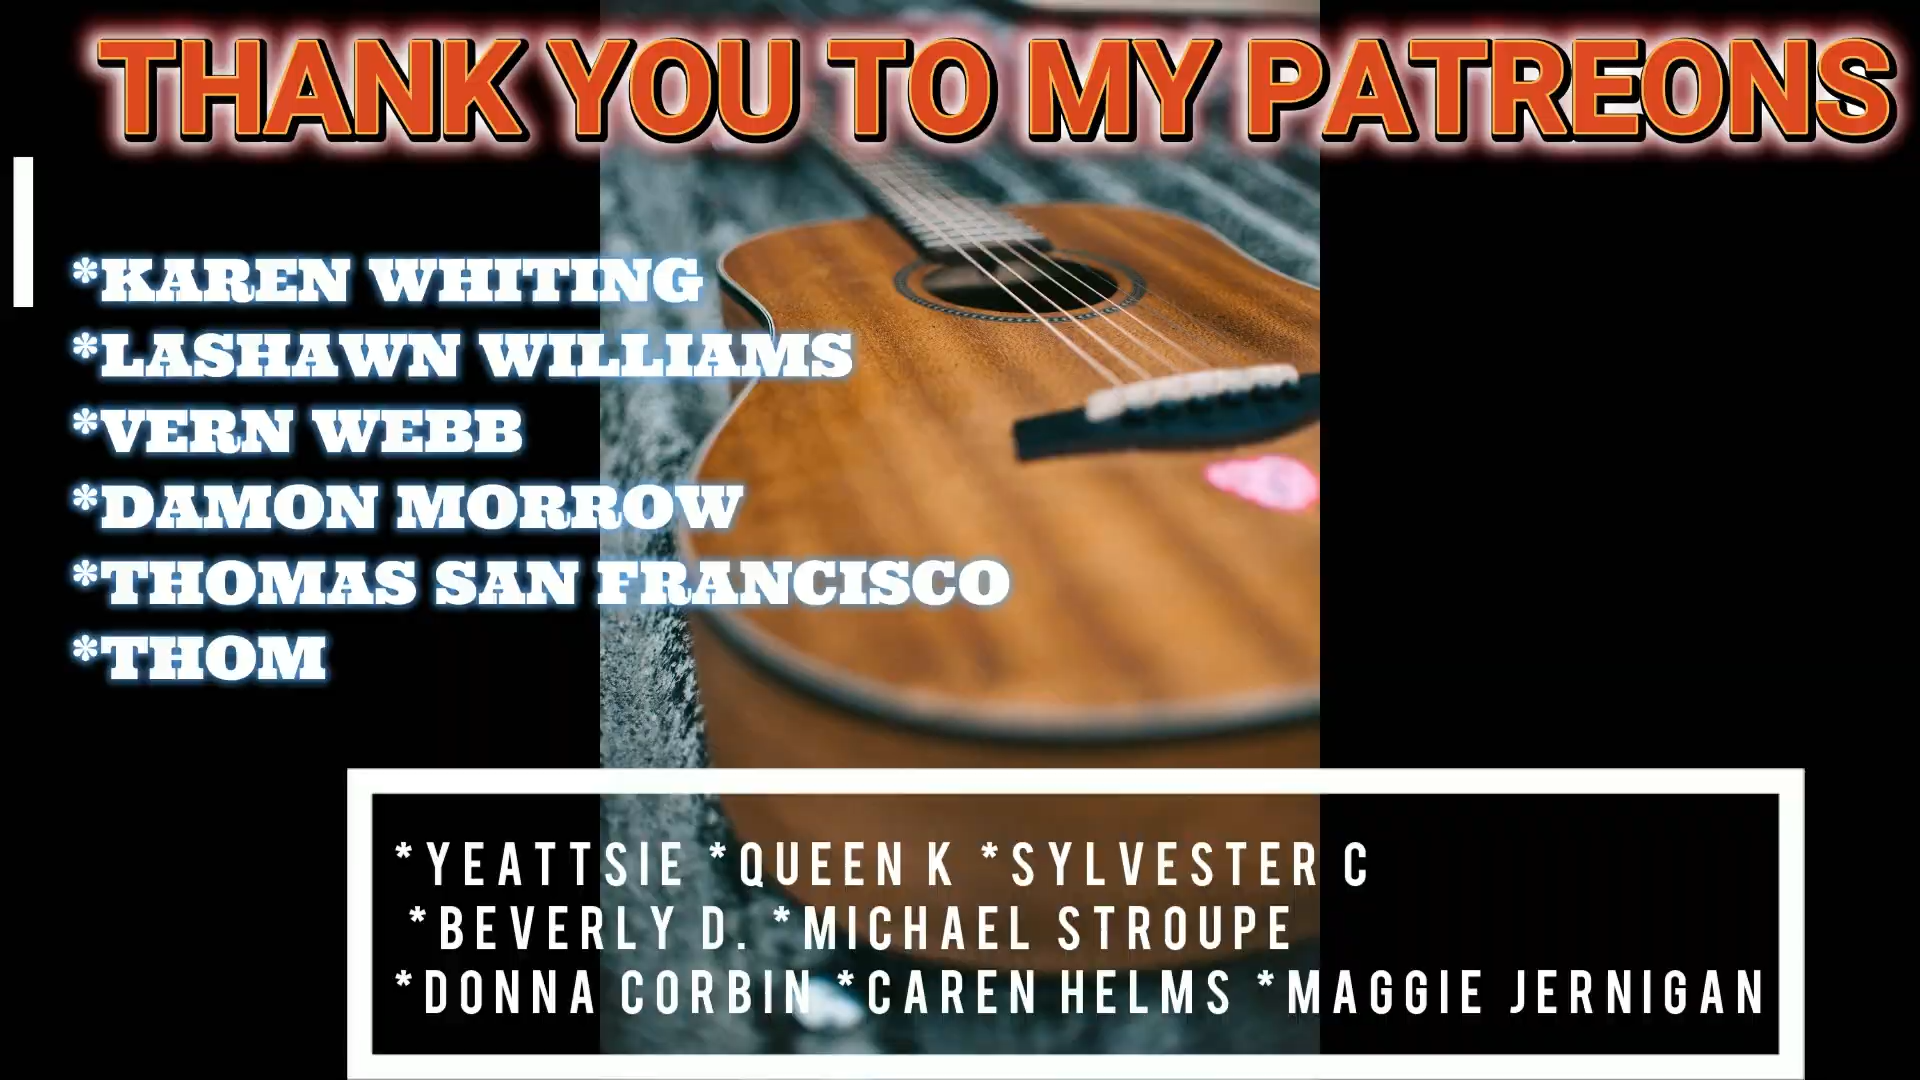 THANK YOU TO MY PATREONS
*KAREN WHITING
*LASHAWN WILLIAMS
*VERN WEBB
*DAMON MORROW
*THOMAS SAN FRANCISCO
*THOM
*YEATTSIE *QUEEN K *SYLVESTER C
*BEVERLY D. *MICHAEL STROUPE
*DONNA CORBIN *CAREN HELMS *MAGGIE JERNIGAN